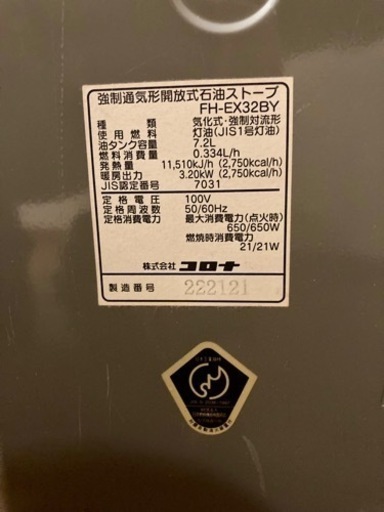 強制通気形開放式石油ストーブ
FH-EX32BY
種　　　類　気化式・強制対流形
使用燃料　灯油(JIS1号灯油)
油タンク容量　7.2L
燃料消費量　0.334L/h
発熱量　11,510kJ/h (2,750kcal/h)
暖房出力　3.20kW (2,750kcal/h)
JIS認定番号　7031
定格電圧　100V
定格周波数　50/60Hz
定格消費電力　最大消費電力(点火時)
650/650W
燃焼時消費電力
21/21W
株式会社 コロナ
製造番号　222121